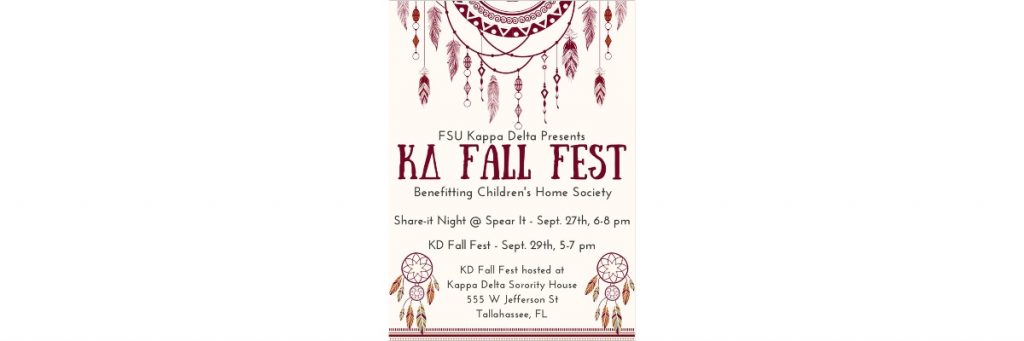 FSU Kappa Delta Presents
KΔ FALL FEST
Benefitting Children's Home Society
Share-it Night @ Spear It - Sept. 27th, 6-8 pm
KD Fall Fest - Sept. 29th, 5-7 pm
KD Fall Fest hosted at
Kappa Delta Sorority House
555 W Jefferson St
Tallahassee, FL